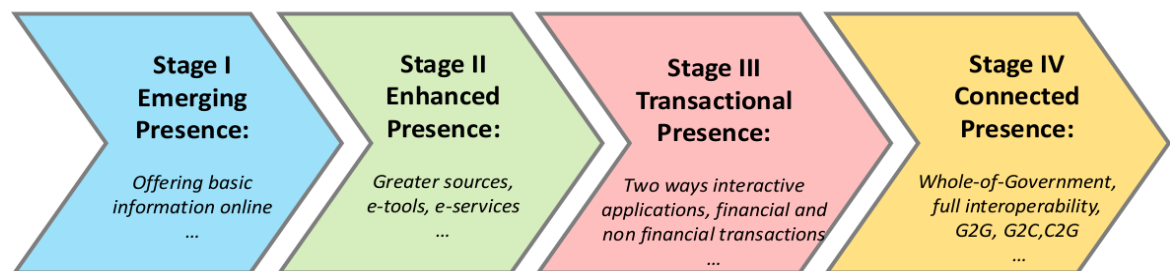 Stage I
Emerging
Presence:
Offering basic
information online
...
Stage II
Enhanced
Presence:
Greater sources,
e-tools, e-services
...
Stage III
Transactional
Presence:
Two ways interactive
applications, financial and
non financial transactions
...
Stage IV
Connected
Presence:
Whole-of-Government,
full interoperability,
G2G, G2C,C2G
...